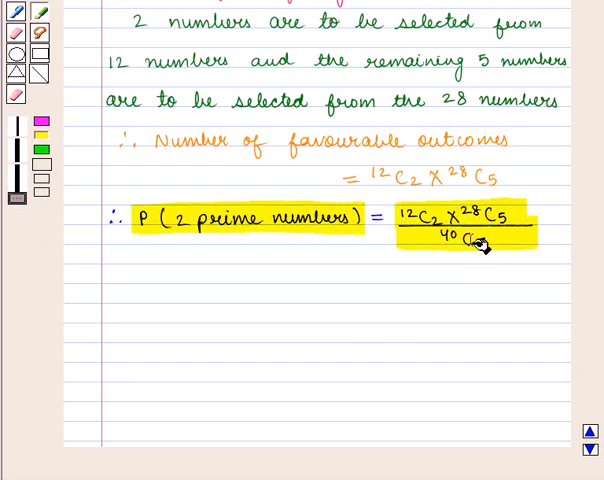 2 numbers are to be selected from
12 numbers and the remaining 5 numbers
are to be selected from the 28 numbers
∴ Number of favourable outcomes
= ¹²C₂ X ²⁸C₅
∴ P ( 2 prime numbers ) = ¹²C₂ X ²⁸C₅
⁴⁰C